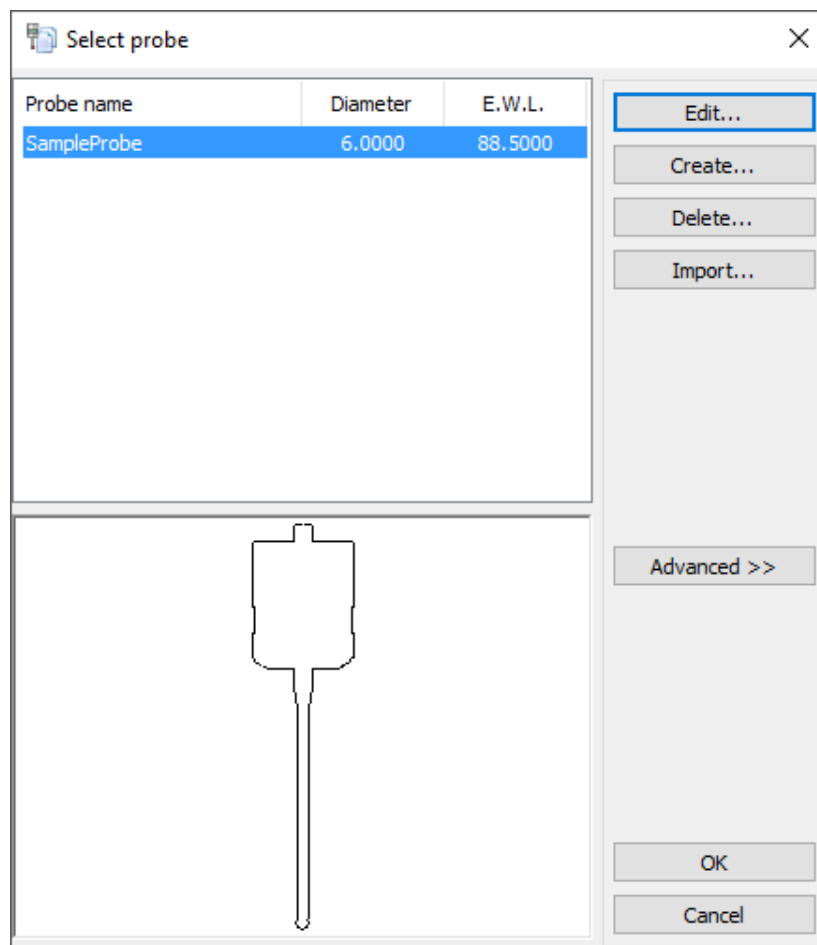 Select probe
Probe name Diameter E.W.L.
SampleProbe 6.0000 88.5000
Edit...
Create...
Delete...
Import...
Advanced >>
OK
Cancel